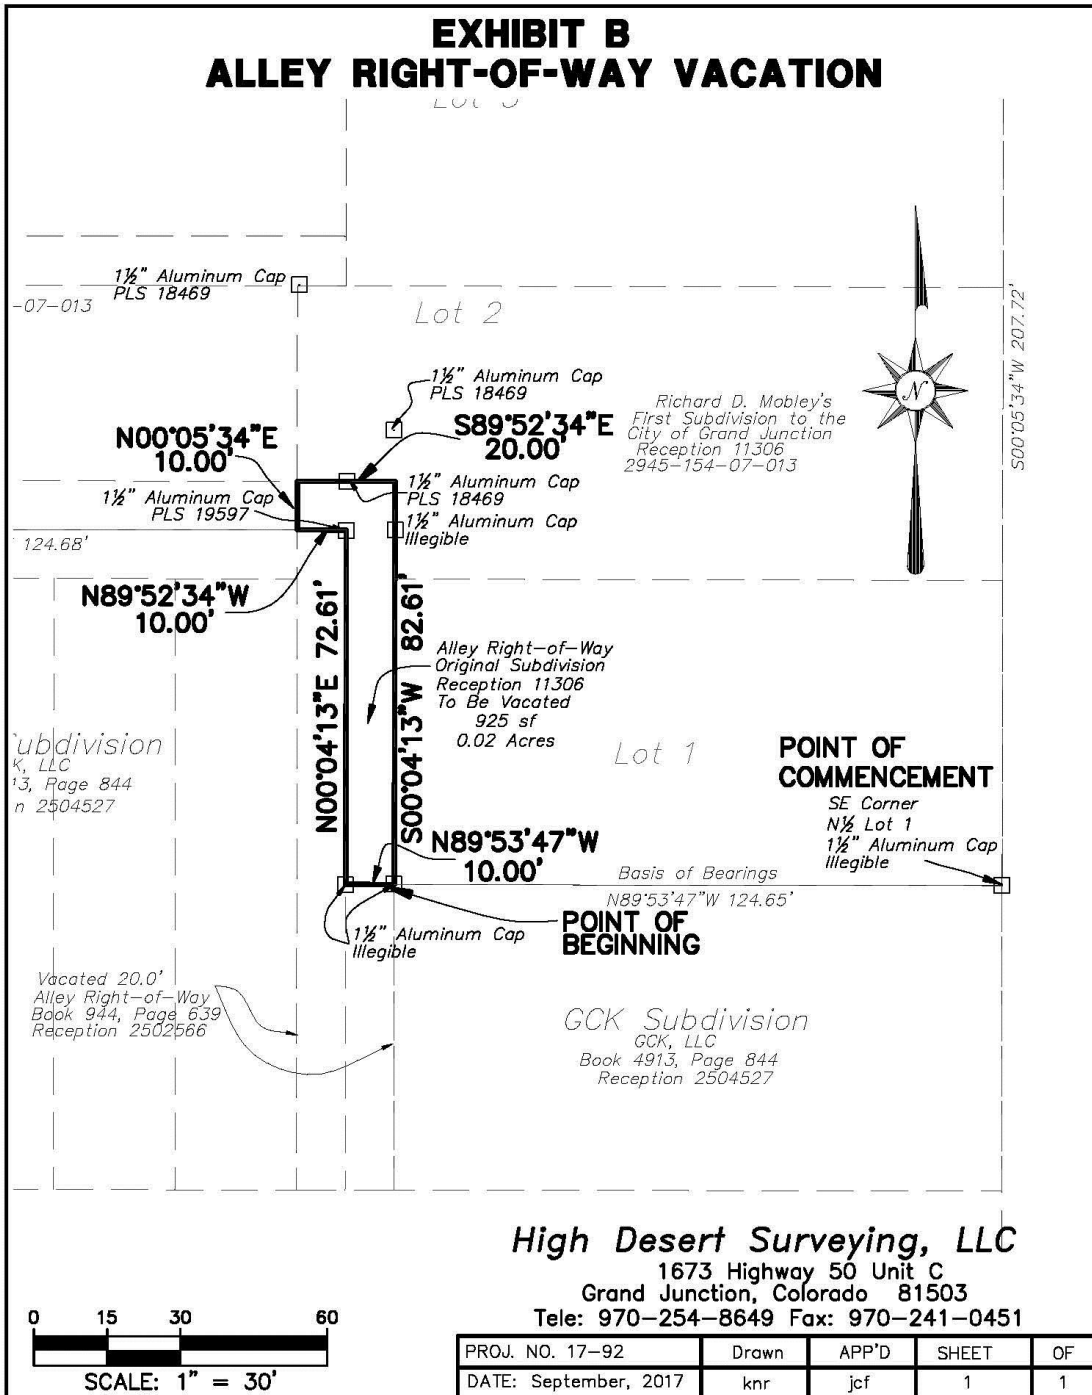 EXHIBIT B
ALLEY RIGHT-OF-WAY VACATION
1½" Aluminum Cap
PLS 18469
-07-013
Lot 2
S00°05'34"W 207.72'
1½" Aluminum Cap
PLS 18469
Richard D. Mobley's
First Subdivision to the
City of Grand Junction
Reception 11306
2945-154-07-013
N
N00°05'34"E
10.00'
S89°52'34"E
20.00'
1½" Aluminum Cap
PLS 19597
1½" Aluminum Cap
PLS 18469
1½" Aluminum Cap
Illegible
124.68'
N89°52'34"W
10.00'
N00°04'13"E 72.61'
S00°04'13"W 82.61'
Alley Right-of-Way
Original Subdivision
Reception 11306
To Be Vacated
925 sf
0.02 Acres
ubdivision
K, LLC
13, Page 844
n 2504527
Lot 1
POINT OF
COMMENCEMENT
SE Corner
N½ Lot 1
1½" Aluminum Cap
Illegible
N89°53'47"W
10.00'
Basis of Bearings
N89°53'47"W 124.65'
POINT OF
BEGINNING
1½" Aluminum Cap
Illegible
Vacated 20.0'
Alley Right-of-Way
Book 944, Page 639
Reception 2502566
GCK Subdivision
GCK, LLC
Book 4913, Page 844
Reception 2504527
High Desert Surveying, LLC
1673 Highway 50 Unit C
Grand Junction, Colorado 81503
Tele: 970-254-8649 Fax: 970-241-0451
0 15 30 60
SCALE: 1" = 30'
PROJ. NO. 17-92 Drawn APP'D SHEET OF
DATE: September, 2017 knr jcf 1 1